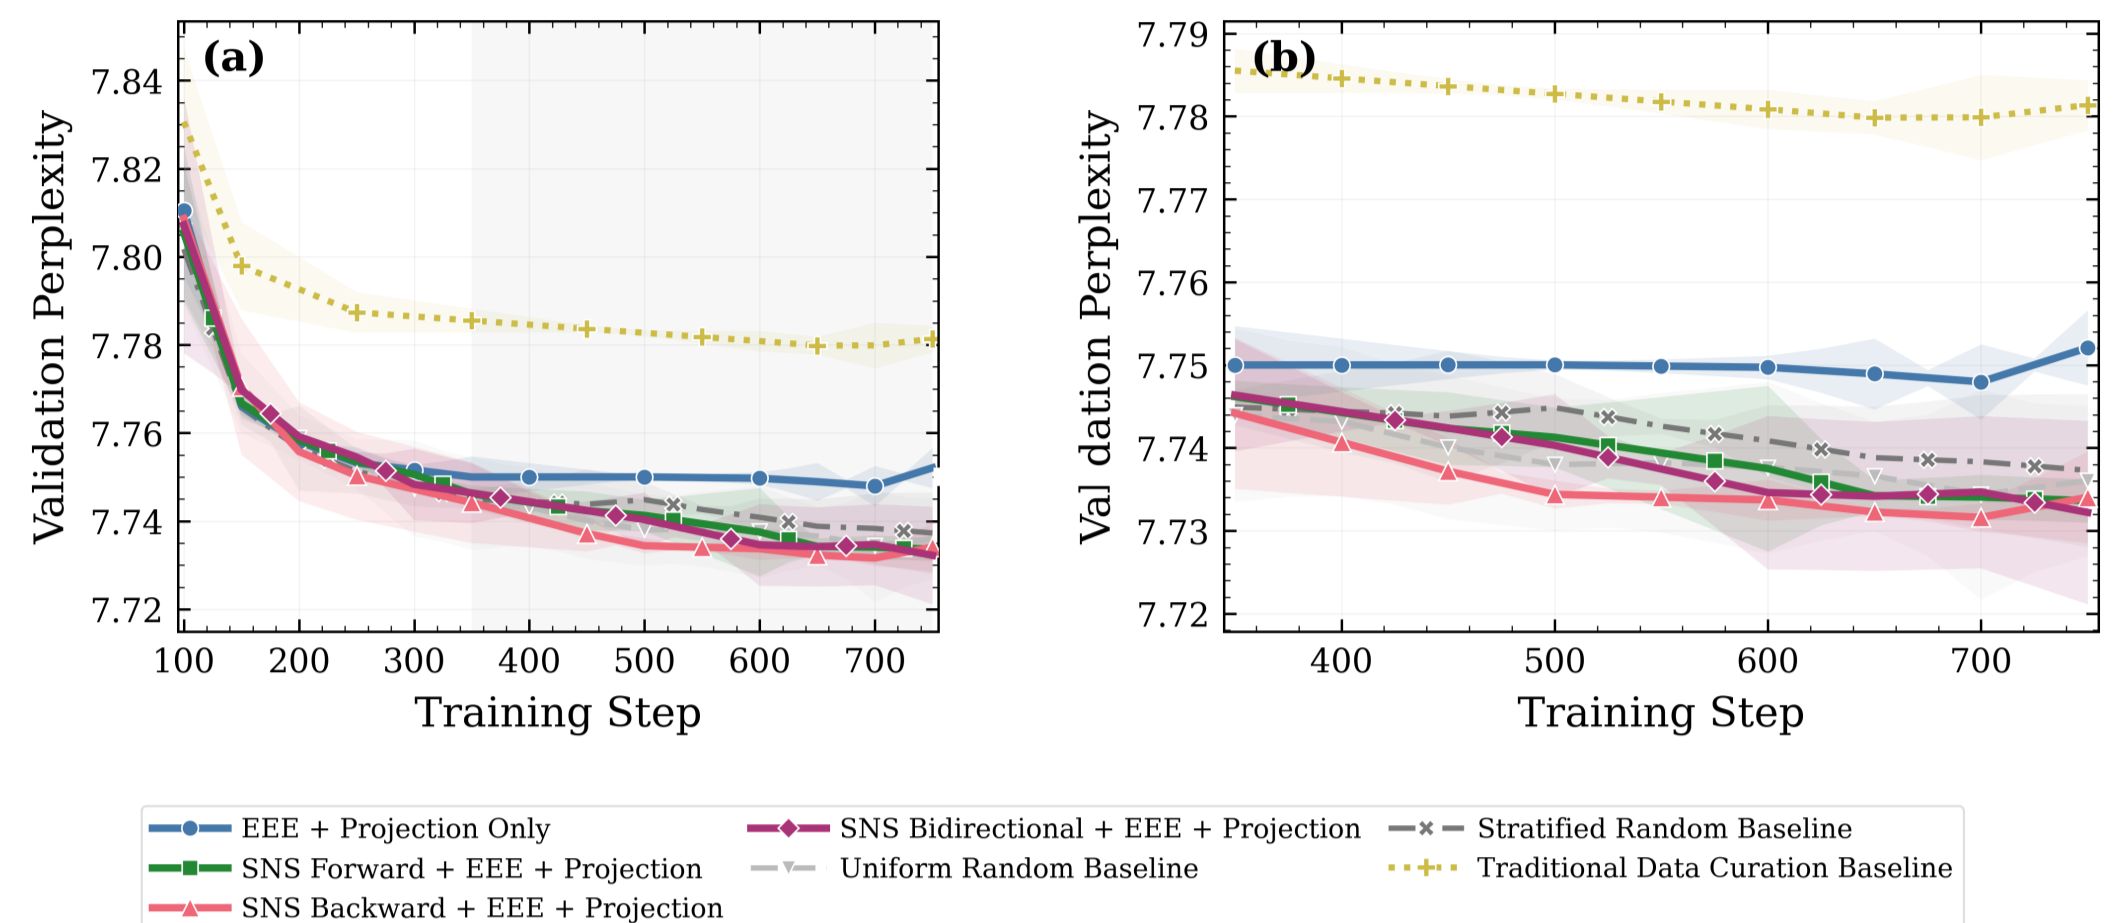 (a)
7.84
7.82
7.80
7.78
7.76
7.74
7.72
Validation Perplexity
100 200 300 400 500 600 700
Training Step
(b)
7.79
7.78
7.77
7.76
7.75
7.74
7.73
7.72
Val dation Perplexity
400 500 600 700
Training Step
EEE + Projection Only
SNS Forward + EEE + Projection
SNS Backward + EEE + Projection
SNS Bidirectional + EEE + Projection
Uniform Random Baseline
Stratified Random Baseline
Traditional Data Curation Baseline